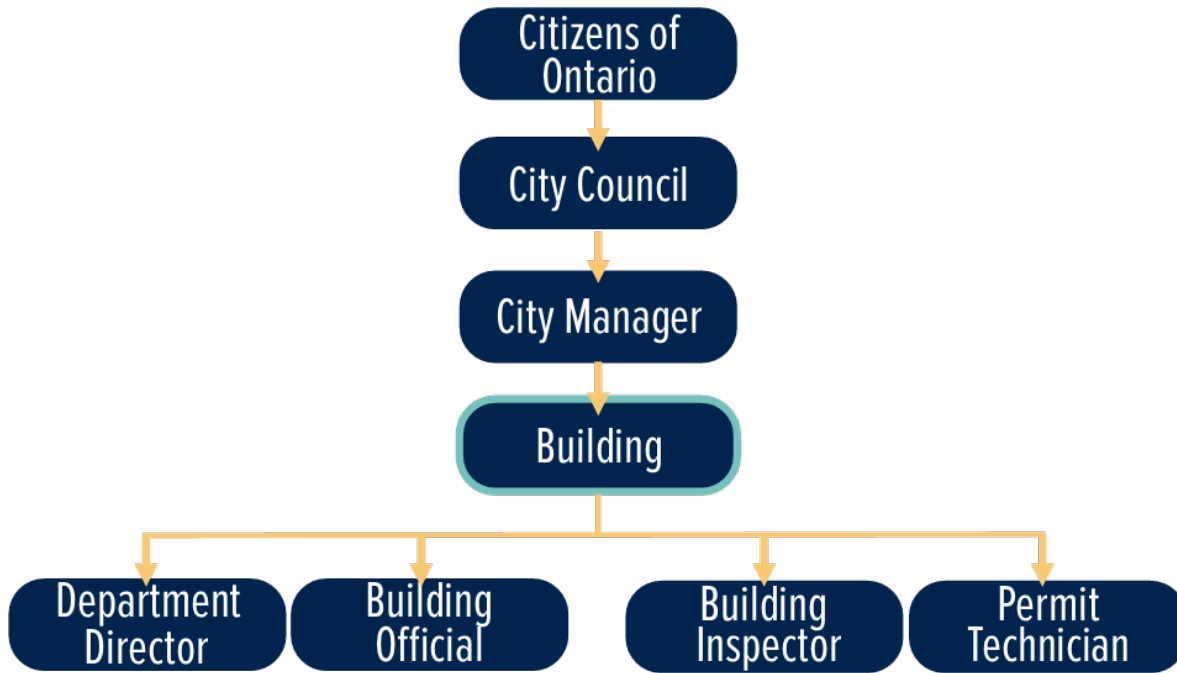 Citizens of
Ontario
City Council
City Manager
Building
Department
Director
Building
Official
Building
Inspector
Permit
Technician